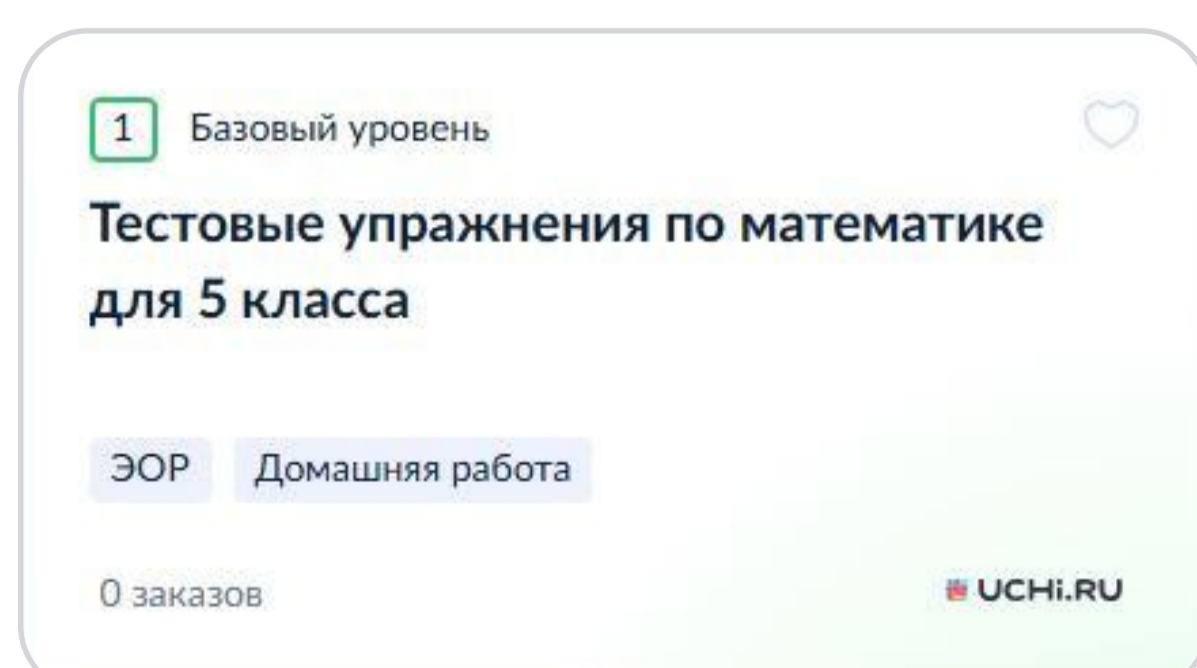 1 Базовый уровень
Тестовые упражнения по математике
для 5 класса
ЭОР Домашняя работа
0 заказов UCHi.RU